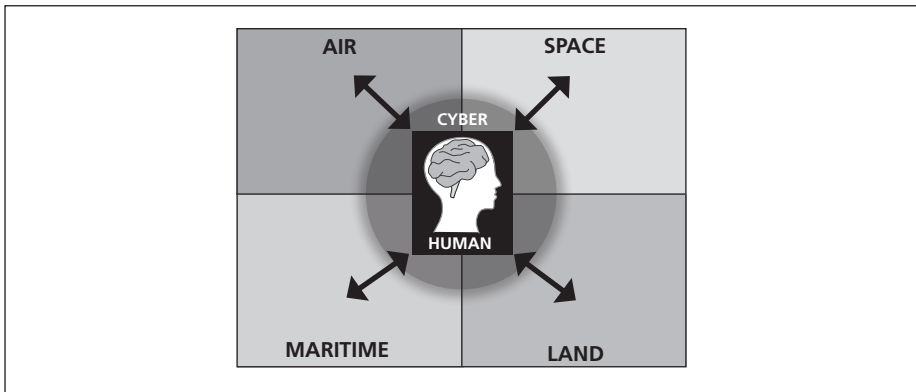 AIR
SPACE
CYBER
HUMAN
MARITIME
LAND